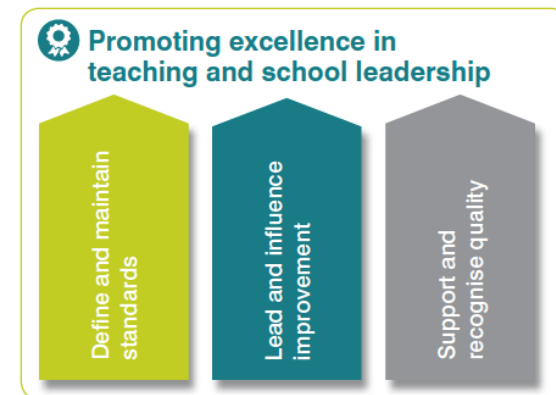 Promoting excellence in
teaching and school leadership
Define and maintain
standards
Lead and influence
improvement
Support and
recognise quality